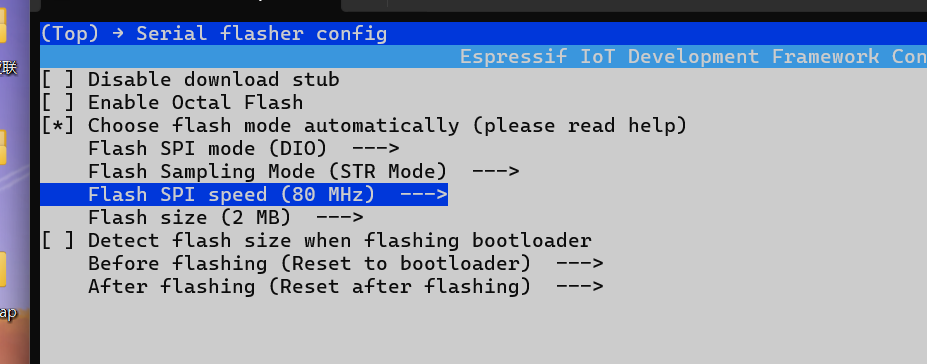 (Top) → Serial flasher config
Espressif IoT Development Framework Con
[ ] Disable download stub
[ ] Enable Octal Flash
[*] Choose flash mode automatically (please read help)
Flash SPI mode (DIO)  --->
Flash Sampling Mode (STR Mode)  --->
Flash SPI speed (80 MHz)  --->
Flash size (2 MB)  --->
[ ] Detect flash size when flashing bootloader
Before flashing (Reset to bootloader)  --->
After flashing (Reset after flashing)  --->
联
ap